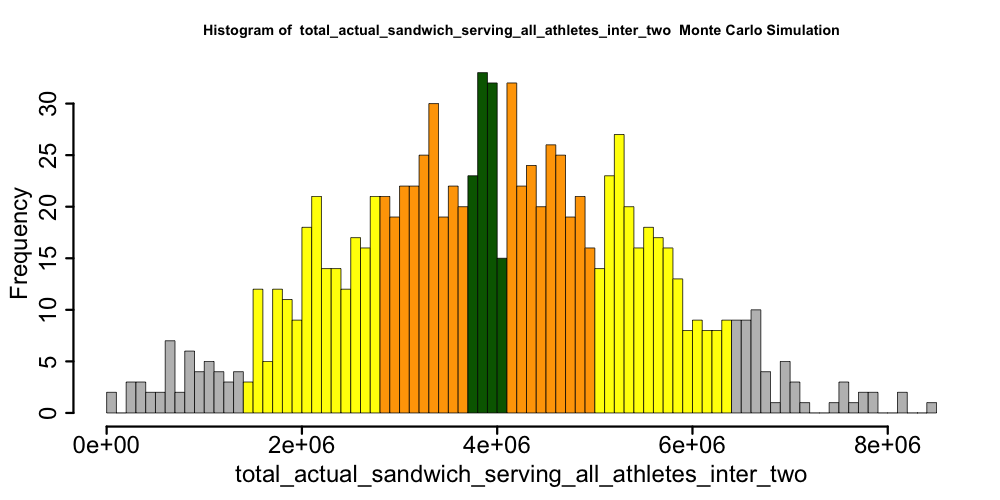 Histogram of total_actual_sandwich_serving_all_athletes_inter_two Monte Carlo Simulation
Frequency
30
25
20
15
10
5
0
0e+00 2e+06 4e+06 6e+06 8e+06
total_actual_sandwich_serving_all_athletes_inter_two